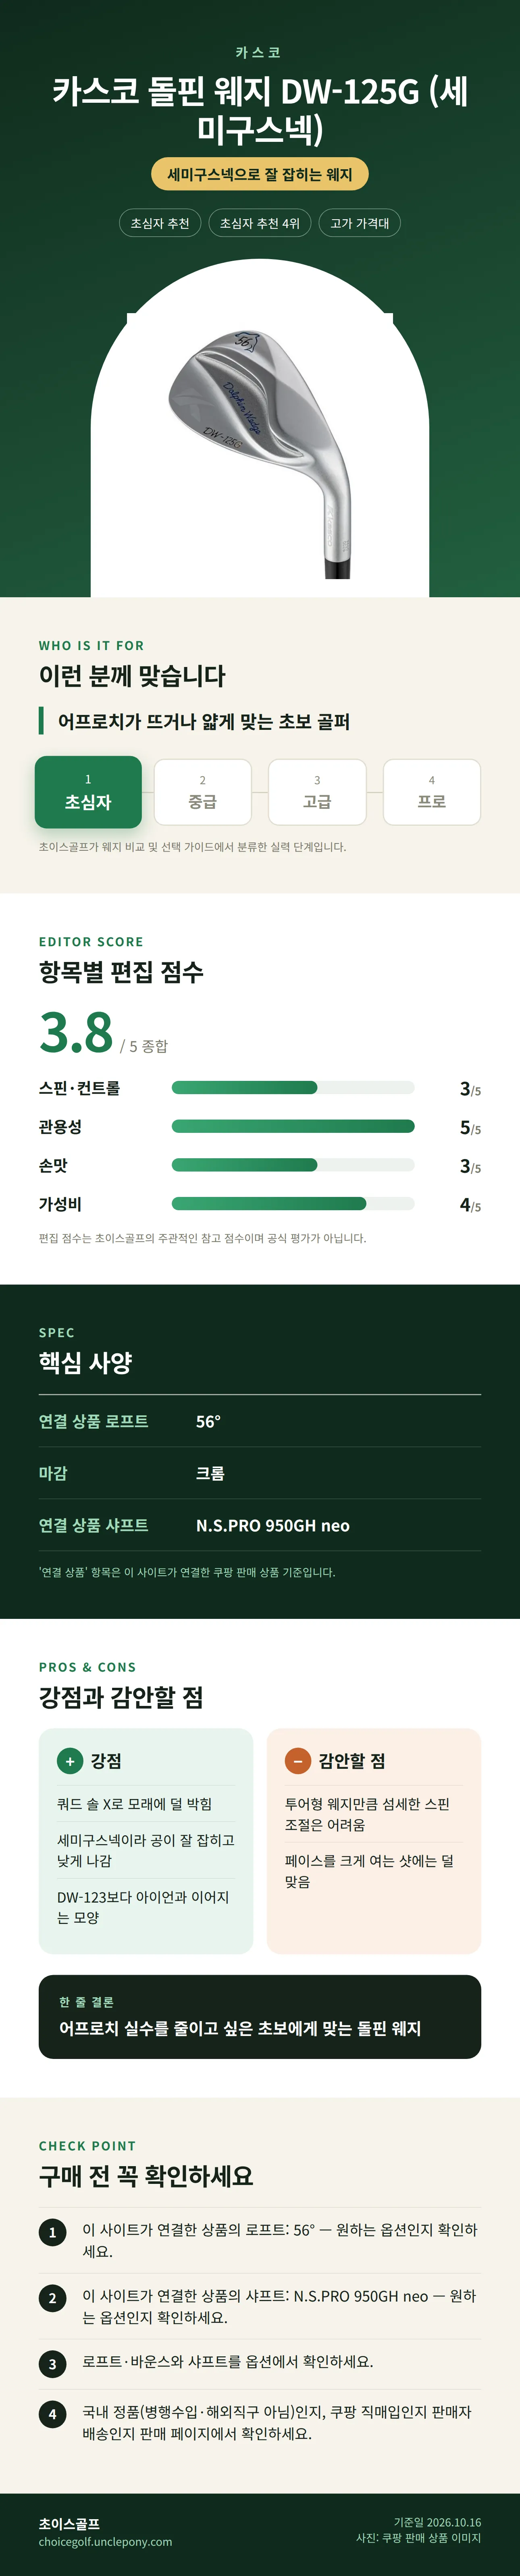 카스코
카스코 돌핀 웨지 DW-125G (세
미구스넥)
세미구스넥으로 잘 잡히는 웨지
초심자 추천
초심자 추천 4위
고가 가격대
56
Dolphin Wedge
DW-125G
WHO IS IT FOR
이런 분께 맞습니다
어프로치가 뜨거나 얇게 맞는 초보 골퍼
1
초심자
2
중급
3
고급
4
프로
초이스골프가 웨지 비교 및 선택 가이드에서 분류한 실력 단계입니다.
EDITOR SCORE
항목별 편집 점수
3.8 / 5 종합
스핀·컨트롤 3/5
관용성 5/5
손맛 3/5
가성비 4/5
편집 점수는 초이스골프의 주관적인 참고 점수이며 공식 평가가 아닙니다.
SPEC
핵심 사양
연결 상품 로프트 56°
마감 크롬
연결 상품 샤프트 N.S.PRO 950GH neo
'연결 상품' 항목은 이 사이트가 연결한 쿠팡 판매 상품 기준입니다.
PROS & CONS
강점과 감안할 점
+ 강점
쿼드 솔 X로 모래에 덜 박힘
세미구스넥이라 공이 잘 잡히고
낮게 나감
DW-123보다 아이언과 이어지
는 모양
− 감안할 점
투어형 웨지만큼 섬세한 스핀
조절은 어려움
페이스를 크게 여는 샷에는 덜
맞음
한 줄 결론
어프로치 실수를 줄이고 싶은 초보에게 맞는 돌핀 웨지
CHECK POINT
구매 전 꼭 확인하세요
1 이 사이트가 연결한 상품의 로프트: 56° — 원하는 옵션인지 확인하
세요.
2 이 사이트가 연결한 상품의 샤프트: N.S.PRO 950GH neo — 원하
는 옵션인지 확인하세요.
3 로프트·바운스와 샤프트를 옵션에서 확인하세요.
4 국내 정품(병행수입·해외직구 아님)인지, 쿠팡 직매입인지 판매자
배송인지 판매 페이지에서 확인하세요.
초이스골프
choicegolf.unclepony.com
기준일 2026.10.16
사진: 쿠팡 판매 상품 이미지